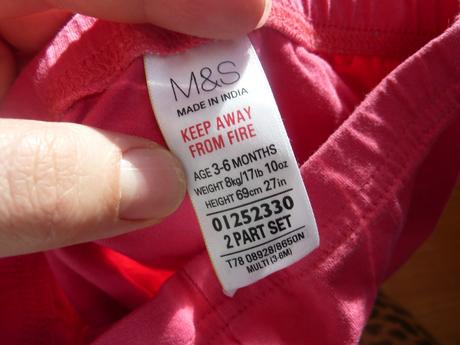 M&S
MADE IN INDIA
KEEP AWAY
FROM FIRE
AGE 3-6 MONTHS
WEIGHT 8kg/17lb 10oz
HEIGHT 69cm 27in
01252330
2 PART SET
T78 08928/8650N
MULTI (3-6M)